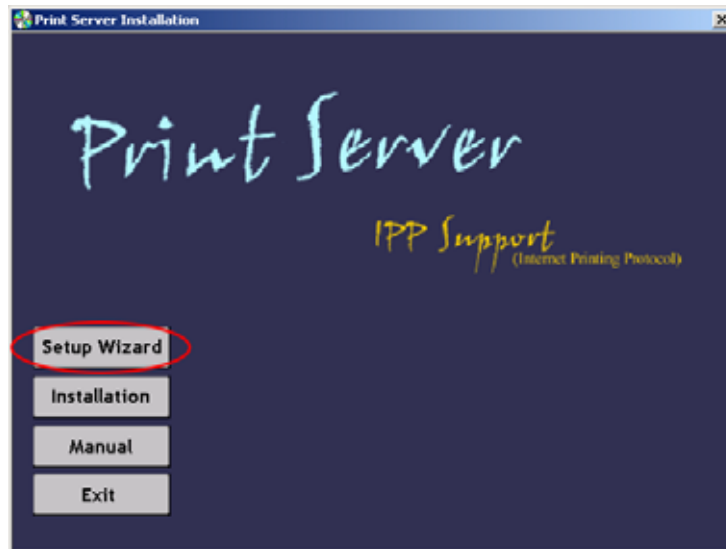 Print Server Installation
Print Server
IPP Support
(Internet Printing Protocol)
Setup Wizard
Installation
Manual
Exit